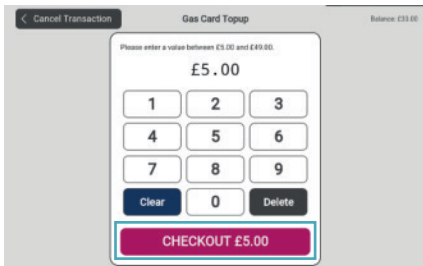 Cancel Transaction
Gas Card Topup
Balance: £33.00
Please enter a value between £5.00 and £49.00.
£5.00
1 2 3
4 5 6
7 8 9
Clear 0 Delete
CHECKOUT £5.00